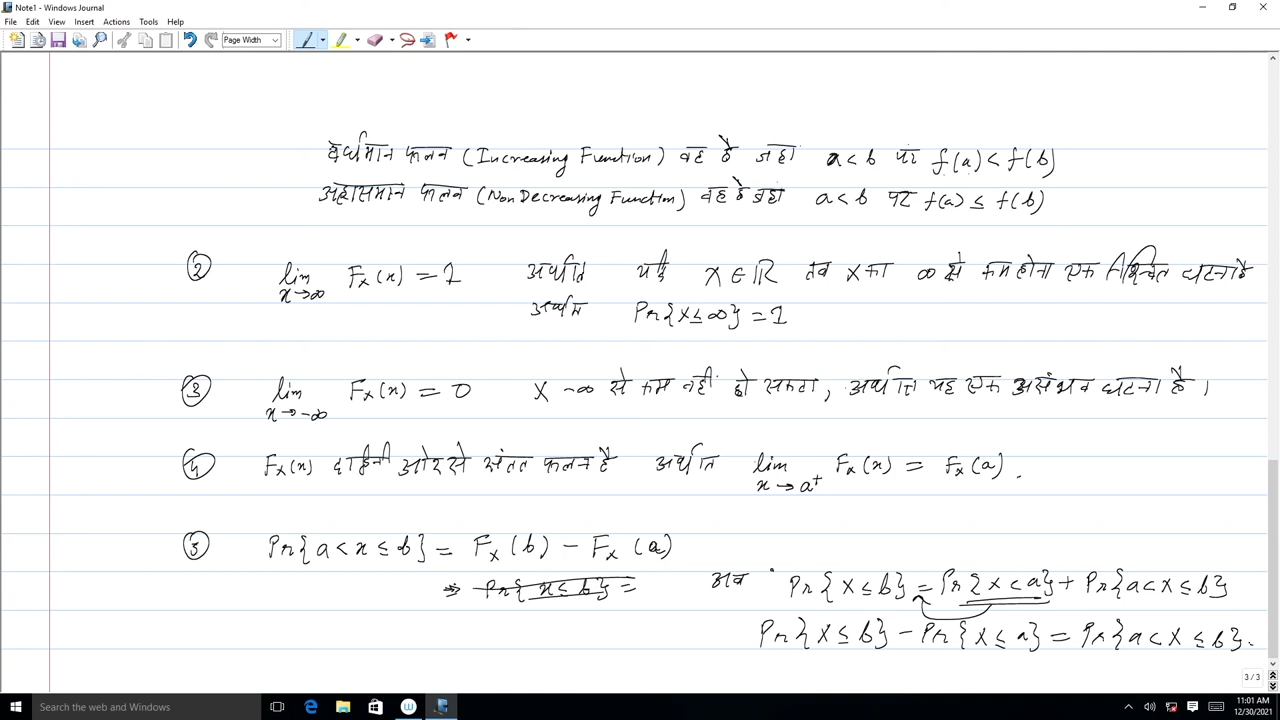 Note1 - Windows Journal
File Edit View Insert Actions Tools Help
Page Width
वर्धमान फलन (Increasing Function) वह है जहा a < b पर f(a) < f(b)
अह्रासमान फलन (Non Decreasing Function) वह है जहा a < b पर f(a) ≤ f(b)
② lim x→∞ Fx(x) = 1 अर्थात यदि X ∈ ℝ तब X का ∞ से कम होना एक निश्चित घटना है
अर्थात Pr{X ≤ ∞} = 1
③ lim x→-∞ Fx(x) = 0 X -∞ से कम नही हो सकता, अर्थात यह एक असंभव घटना है।
④ Fx(x) दाहिनी ओर से संतत फलन है अर्थात lim x→a⁺ Fx(x) = Fx(a).
⑤ Pr{a < x ≤ b} = Fx(b) - Fx(a)
⇒ Pr{x ≤ b} =
अब Pr{X ≤ b} = Pr{X < a} + Pr{a < X ≤ b}
Pr{X ≤ b} - Pr{X ≤ a} = Pr{a < X ≤ b}.
3 / 3
Search the web and Windows
11:01 AM
12/30/2021